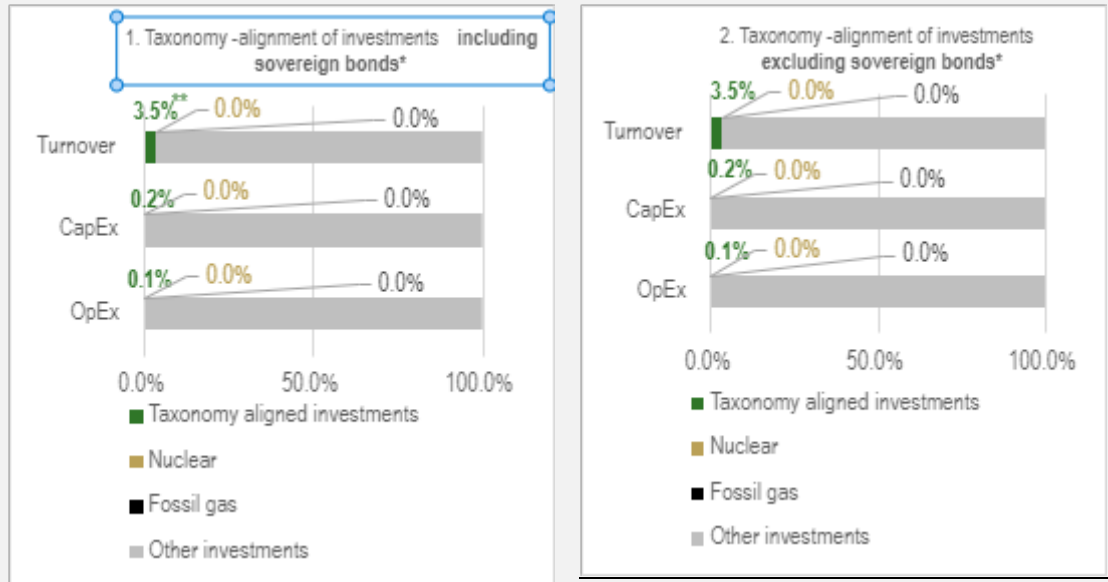 1. Taxonomy -alignment of investments including
sovereign bonds*
3.5%** 0.0% 0.0%
Turnover
0.2% 0.0% 0.0%
CapEx
0.1% 0.0% 0.0%
OpEx
0.0% 50.0% 100.0%
Taxonomy aligned investments
Nuclear
Fossil gas
Other investments
2. Taxonomy -alignment of investments
excluding sovereign bonds*
3.5% 0.0% 0.0%
Turnover
0.2% 0.0% 0.0%
CapEx
0.1% 0.0% 0.0%
OpEx
0.0% 50.0% 100.0%
Taxonomy aligned investments
Nuclear
Fossil gas
Other investments